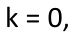 k = 0,